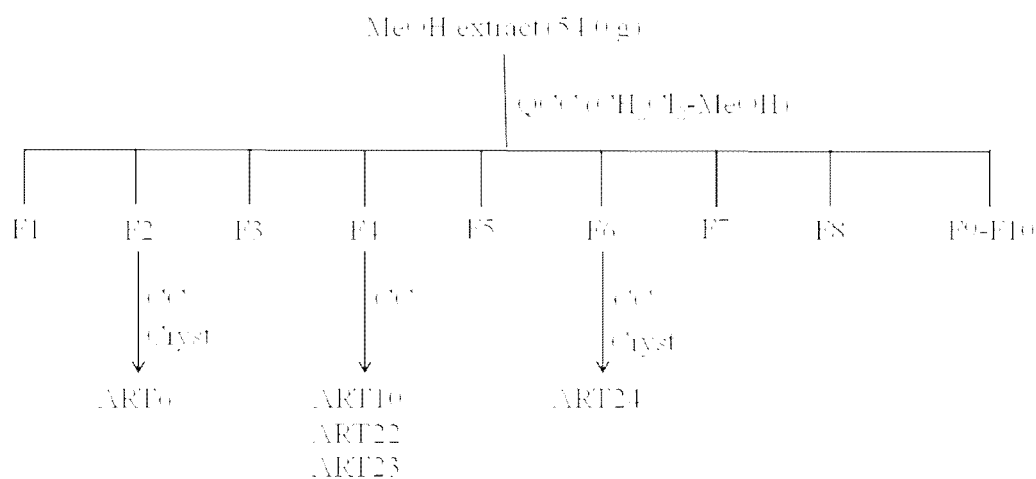 MeOH extract (54.0 g)
QCC (CH2Cl2-MeOH)
F1 F2 F3 F4 F5 F6 F7 F8 F9-F10
CC CC CC
Cryst Cryst
ART6 ART10 ART24
ART22
ART23